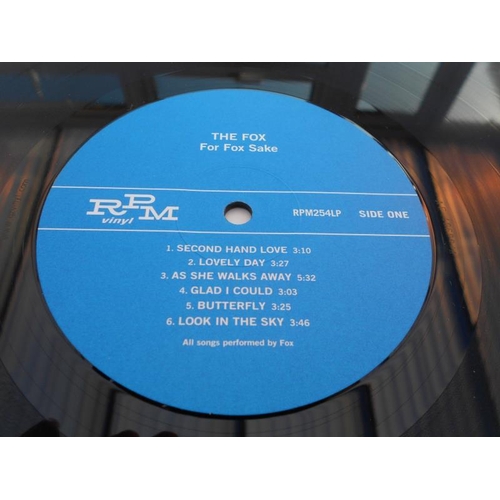 THE FOX
For Fox Sake
RPM
vinyl
RPM254LP SIDE ONE
1. SECOND HAND LOVE 3:10
2. LOVELY DAY 3:27
3. AS SHE WALKS AWAY 5:32
4. GLAD I COULD 3:03
5. BUTTERFLY 3:25
6. LOOK IN THE SKY 3:46
All songs performed by Fox